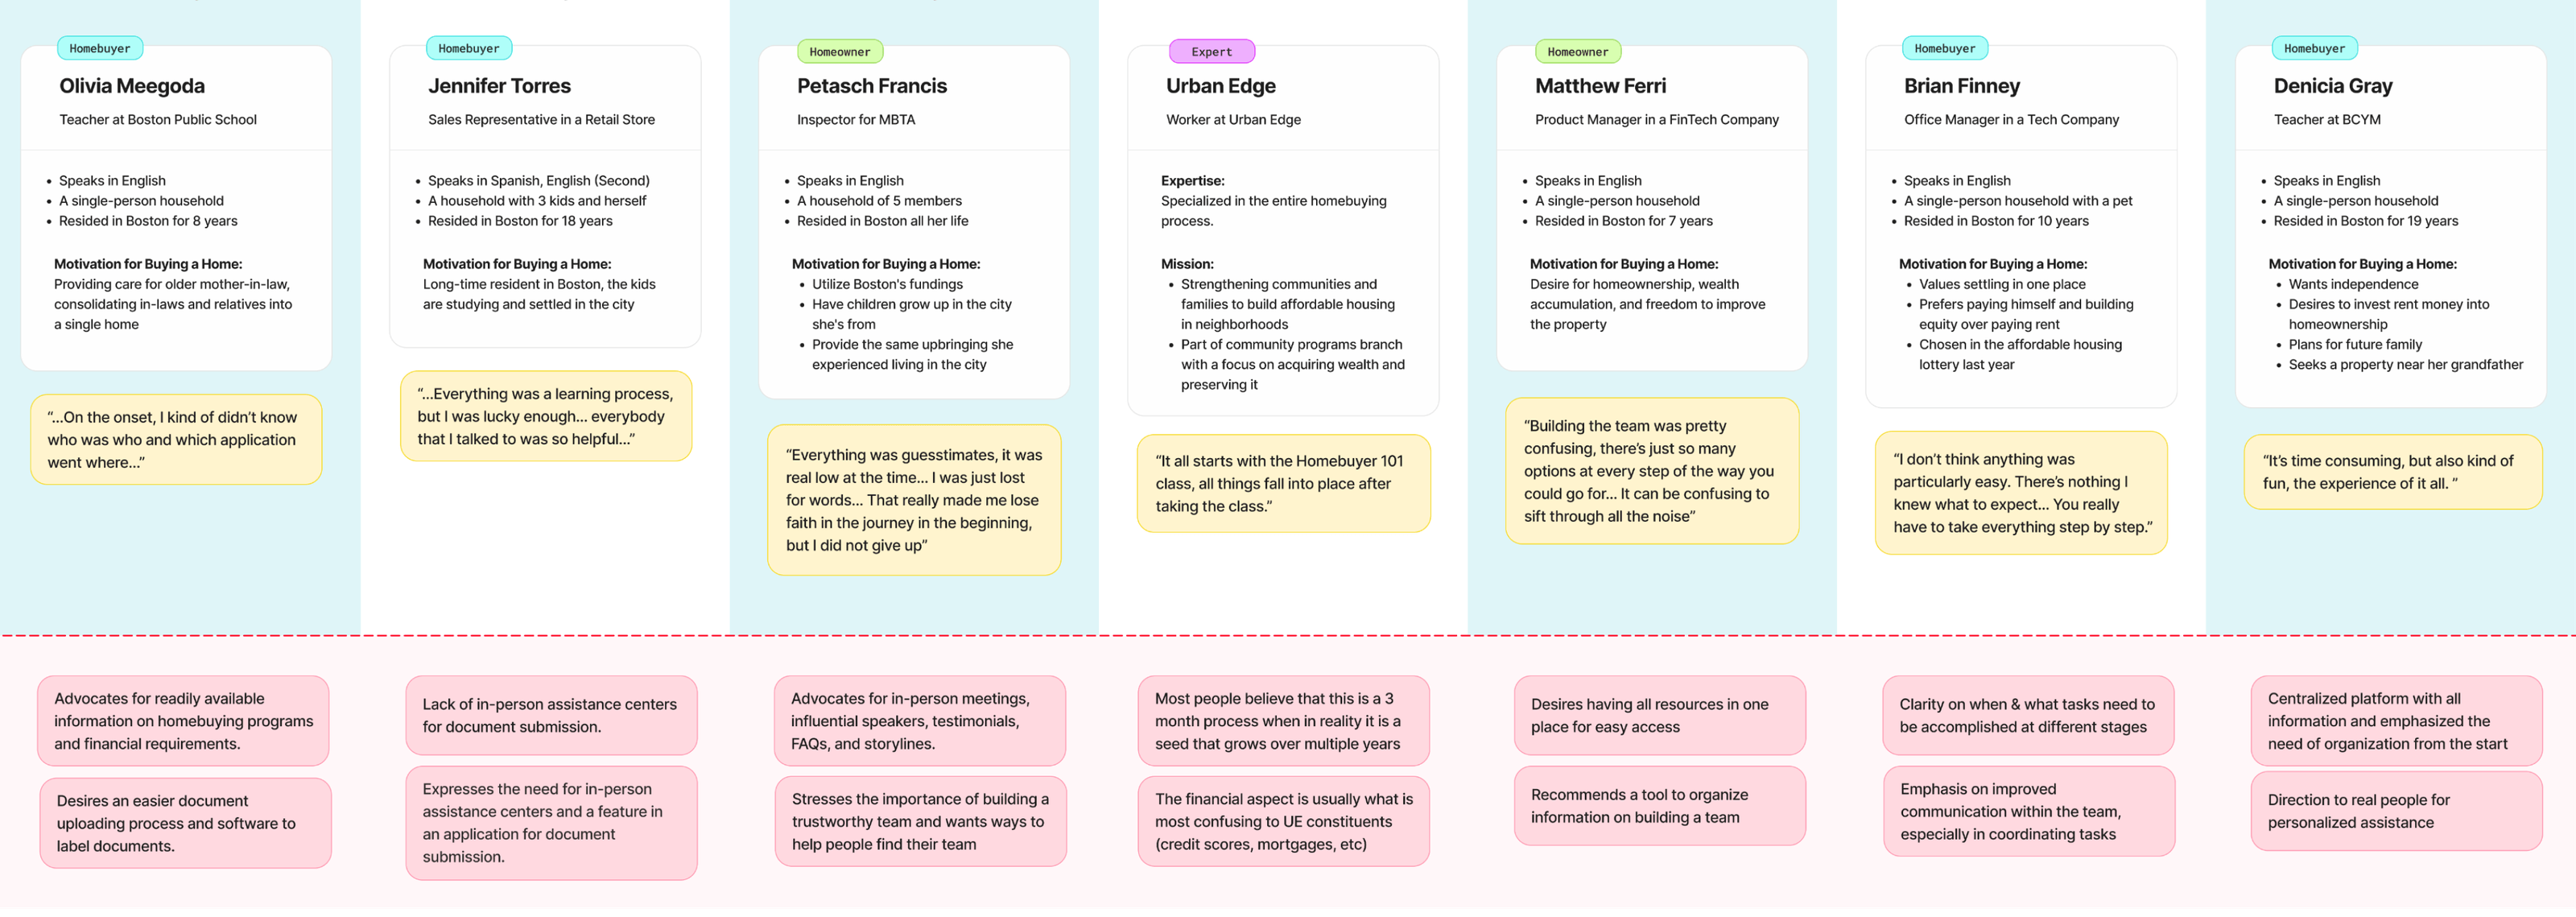 Homebuyer
Olivia Meegoda
Teacher at Boston Public School
• Speaks in English
• A single-person household
• Resided in Boston for 8 years
Motivation for Buying a Home:
Providing care for older mother-in-law,
consolidating in-laws and relatives into
a single home
“...On the onset, I kind of didn’t know
who was who and which application
went where...”
Advocates for readily available
information on homebuying programs
and financial requirements.
Desires an easier document
uploading process and software to
label documents.
Homebuyer
Jennifer Torres
Sales Representative in a Retail Store
• Speaks in Spanish, English (Second)
• A household with 3 kids and herself
• Resided in Boston for 18 years
Motivation for Buying a Home:
Long-time resident in Boston, the kids
are studying and settled in the city
“...Everything was a learning process,
but I was lucky enough... everybody
that I talked to was so helpful...”
Lack of in-person assistance centers
for document submission.
Expresses the need for in-person
assistance centers and a feature in
an application for document
submission.
Homeowner
Petasch Francis
Inspector for MBTA
• Speaks in English
• A household of 5 members
• Resided in Boston all her life
Motivation for Buying a Home:
• Utilize Boston's fundings
• Have children grow up in the city
she's from
• Provide the same upbringing she
experienced living in the city
“Everything was guesstimates, it was
real low at the time... I was just lost
for words... That really made me lose
faith in the journey in the beginning,
but I did not give up”
Advocates for in-person meetings,
influential speakers, testimonials,
FAQs, and storylines.
Stresses the importance of building a
trustworthy team and wants ways to
help people find their team
Expert
Urban Edge
Worker at Urban Edge
Expertise:
Specialized in the entire homebuying
process.
Mission:
• Strengthening communities and
families to build affordable housing
in neighborhoods
• Part of community programs branch
with a focus on acquiring wealth and
preserving it
“It all starts with the Homebuyer 101
class, all things fall into place after
taking the class.”
Most people believe that this is a 3
month process when in reality it is a
seed that grows over multiple years
The financial aspect is usually what is
most confusing to UE constituents
(credit scores, mortgages, etc)
Homeowner
Matthew Ferri
Product Manager in a FinTech Company
• Speaks in English
• A single-person household
• Resided in Boston for 7 years
Motivation for Buying a Home:
Desire for homeownership, wealth
accumulation, and freedom to improve
the property
“Building the team was pretty
confusing, there’s just so many
options at every step of the way you
could go for... It can be confusing to
sift through all the noise”
Desires having all resources in one
place for easy access
Recommends a tool to organize
information on building a team
Homebuyer
Brian Finney
Office Manager in a Tech Company
• Speaks in English
• A single-person household with a pet
• Resided in Boston for 10 years
Motivation for Buying a Home:
• Values settling in one place
• Prefers paying himself and building
equity over paying rent
• Chosen in the affordable housing
lottery last year
“I don’t think anything was
particularly easy. There’s nothing I
knew what to expect... You really
have to take everything step by step.”
Clarity on when & what tasks need to
be accomplished at different stages
Emphasis on improved
communication within the team,
especially in coordinating tasks
Homebuyer
Denicia Gray
Teacher at BCYM
• Speaks in English
• A single-person household
• Resided in Boston for 19 years
Motivation for Buying a Home:
• Wants independence
• Desires to invest rent money into
homeownership
• Plans for future family
• Seeks a property near her grandfather
“It’s time consuming, but also kind of
fun, the experience of it all. ”
Centralized platform with all
information and emphasized the
need of organization from the start
Direction to real people for
personalized assistance